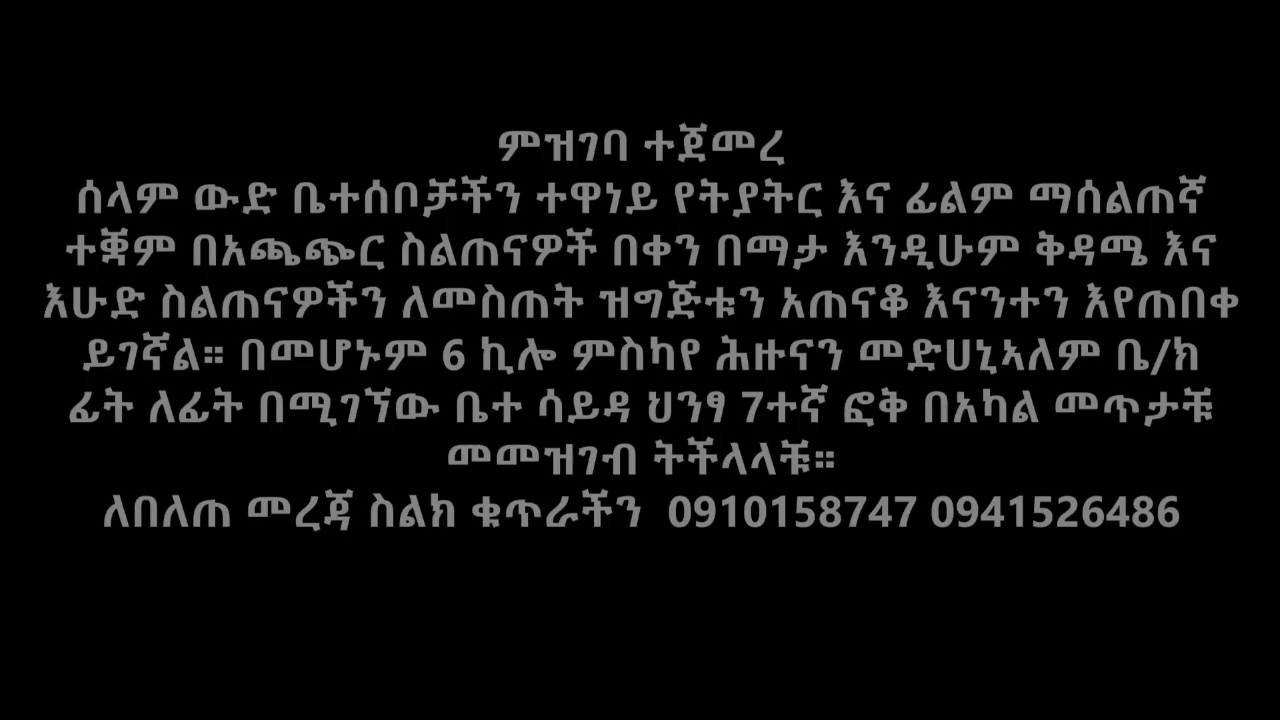 ምዝገባ ተጀመረ
ሰላም ውድ ቤተሰቦቻችን ተዋነይ የትያትር እና ፊልም ማሰልጠኛ
ተቛም በአጫጭር ስልጠናዎች በቀን በማታ እንዲሁም ቅዳሜ እና
እሁድ ስልጠናዎችን ለመስጠት ዝግጅቱን አጠናቆ እናንተን እየጠበቀ
ይገኛል። በመሆኑም 6 ኪሎ ምስካየ ሕዙናን መድሀኒኣለም ቤ/ክ
ፊት ለፊት በሚገኘው ቤተ ሳይዳ ህንፃ 7ተኛ ፎቅ በአካል መጥታቹ
መመዝገብ ትችላላቹ።
ለበለጠ መረጃ ስልክ ቁጥራችን 0910158747 0941526486